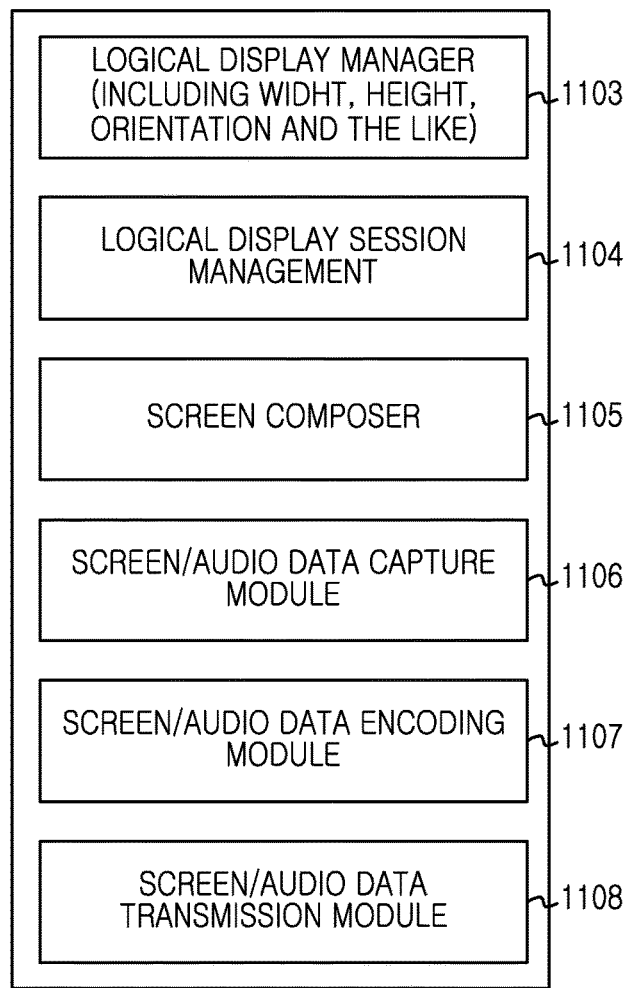 LOGICAL DISPLAY MANAGER
(INCLUDING WIDHT, HEIGHT,
ORIENTATION AND THE LIKE)
1103
LOGICAL DISPLAY SESSION
MANAGEMENT
1104
SCREEN COMPOSER
1105
SCREEN/AUDIO DATA CAPTURE
MODULE
1106
SCREEN/AUDIO DATA ENCODING
MODULE
1107
SCREEN/AUDIO DATA
TRANSMISSION MODULE
1108